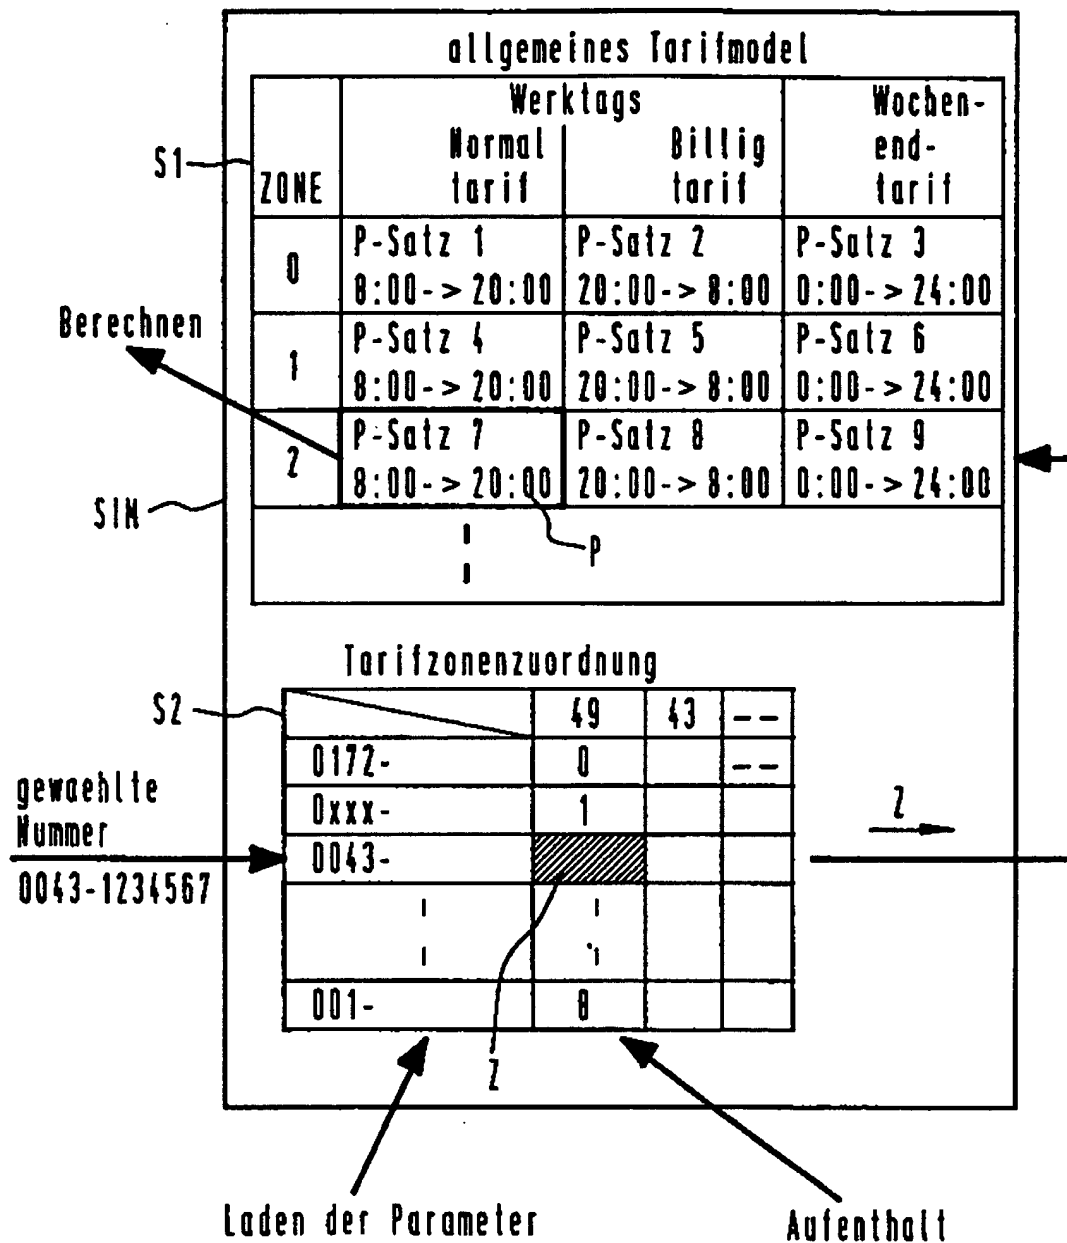 allgemeines Tarifmodel
Werktags
Wochen-
end-
tarif
Normal
tarif
Billig
tarif
S1
ZONE
0
P-Satz 1
8:00->20:00
P-Satz 2
20:00->8:00
P-Satz 3
0:00->24:00
Berechnen
1
P-Satz 4
8:00->20:00
P-Satz 5
20:00->8:00
P-Satz 6
0:00->24:00
2
P-Satz 7
8:00->20:00
P-Satz 8
20:00->8:00
P-Satz 9
0:00->24:00
SIM
P
Tarifzonenzuordnung
S2
49 43 --
0172- 0 --
gewaehlte
Nummer
0xxx- 1
Z
0043-
0043-1234567
001- 8
Z
Laden der Parameter
Aufenthalt